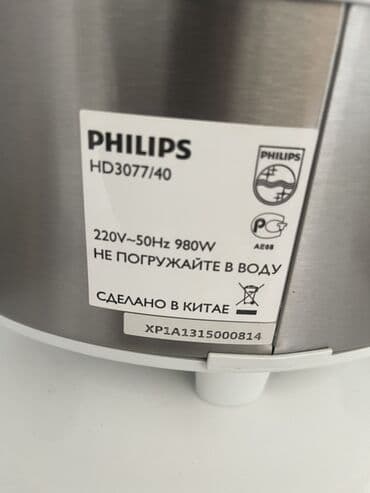 PHILIPS
HD3077/40
PHILIPS
АЕ68
220V~50Hz 980W
НЕ ПОГРУЖАЙТЕ В ВОДУ
СДЕЛАНО В КИТАЕ
XP1A1315000814